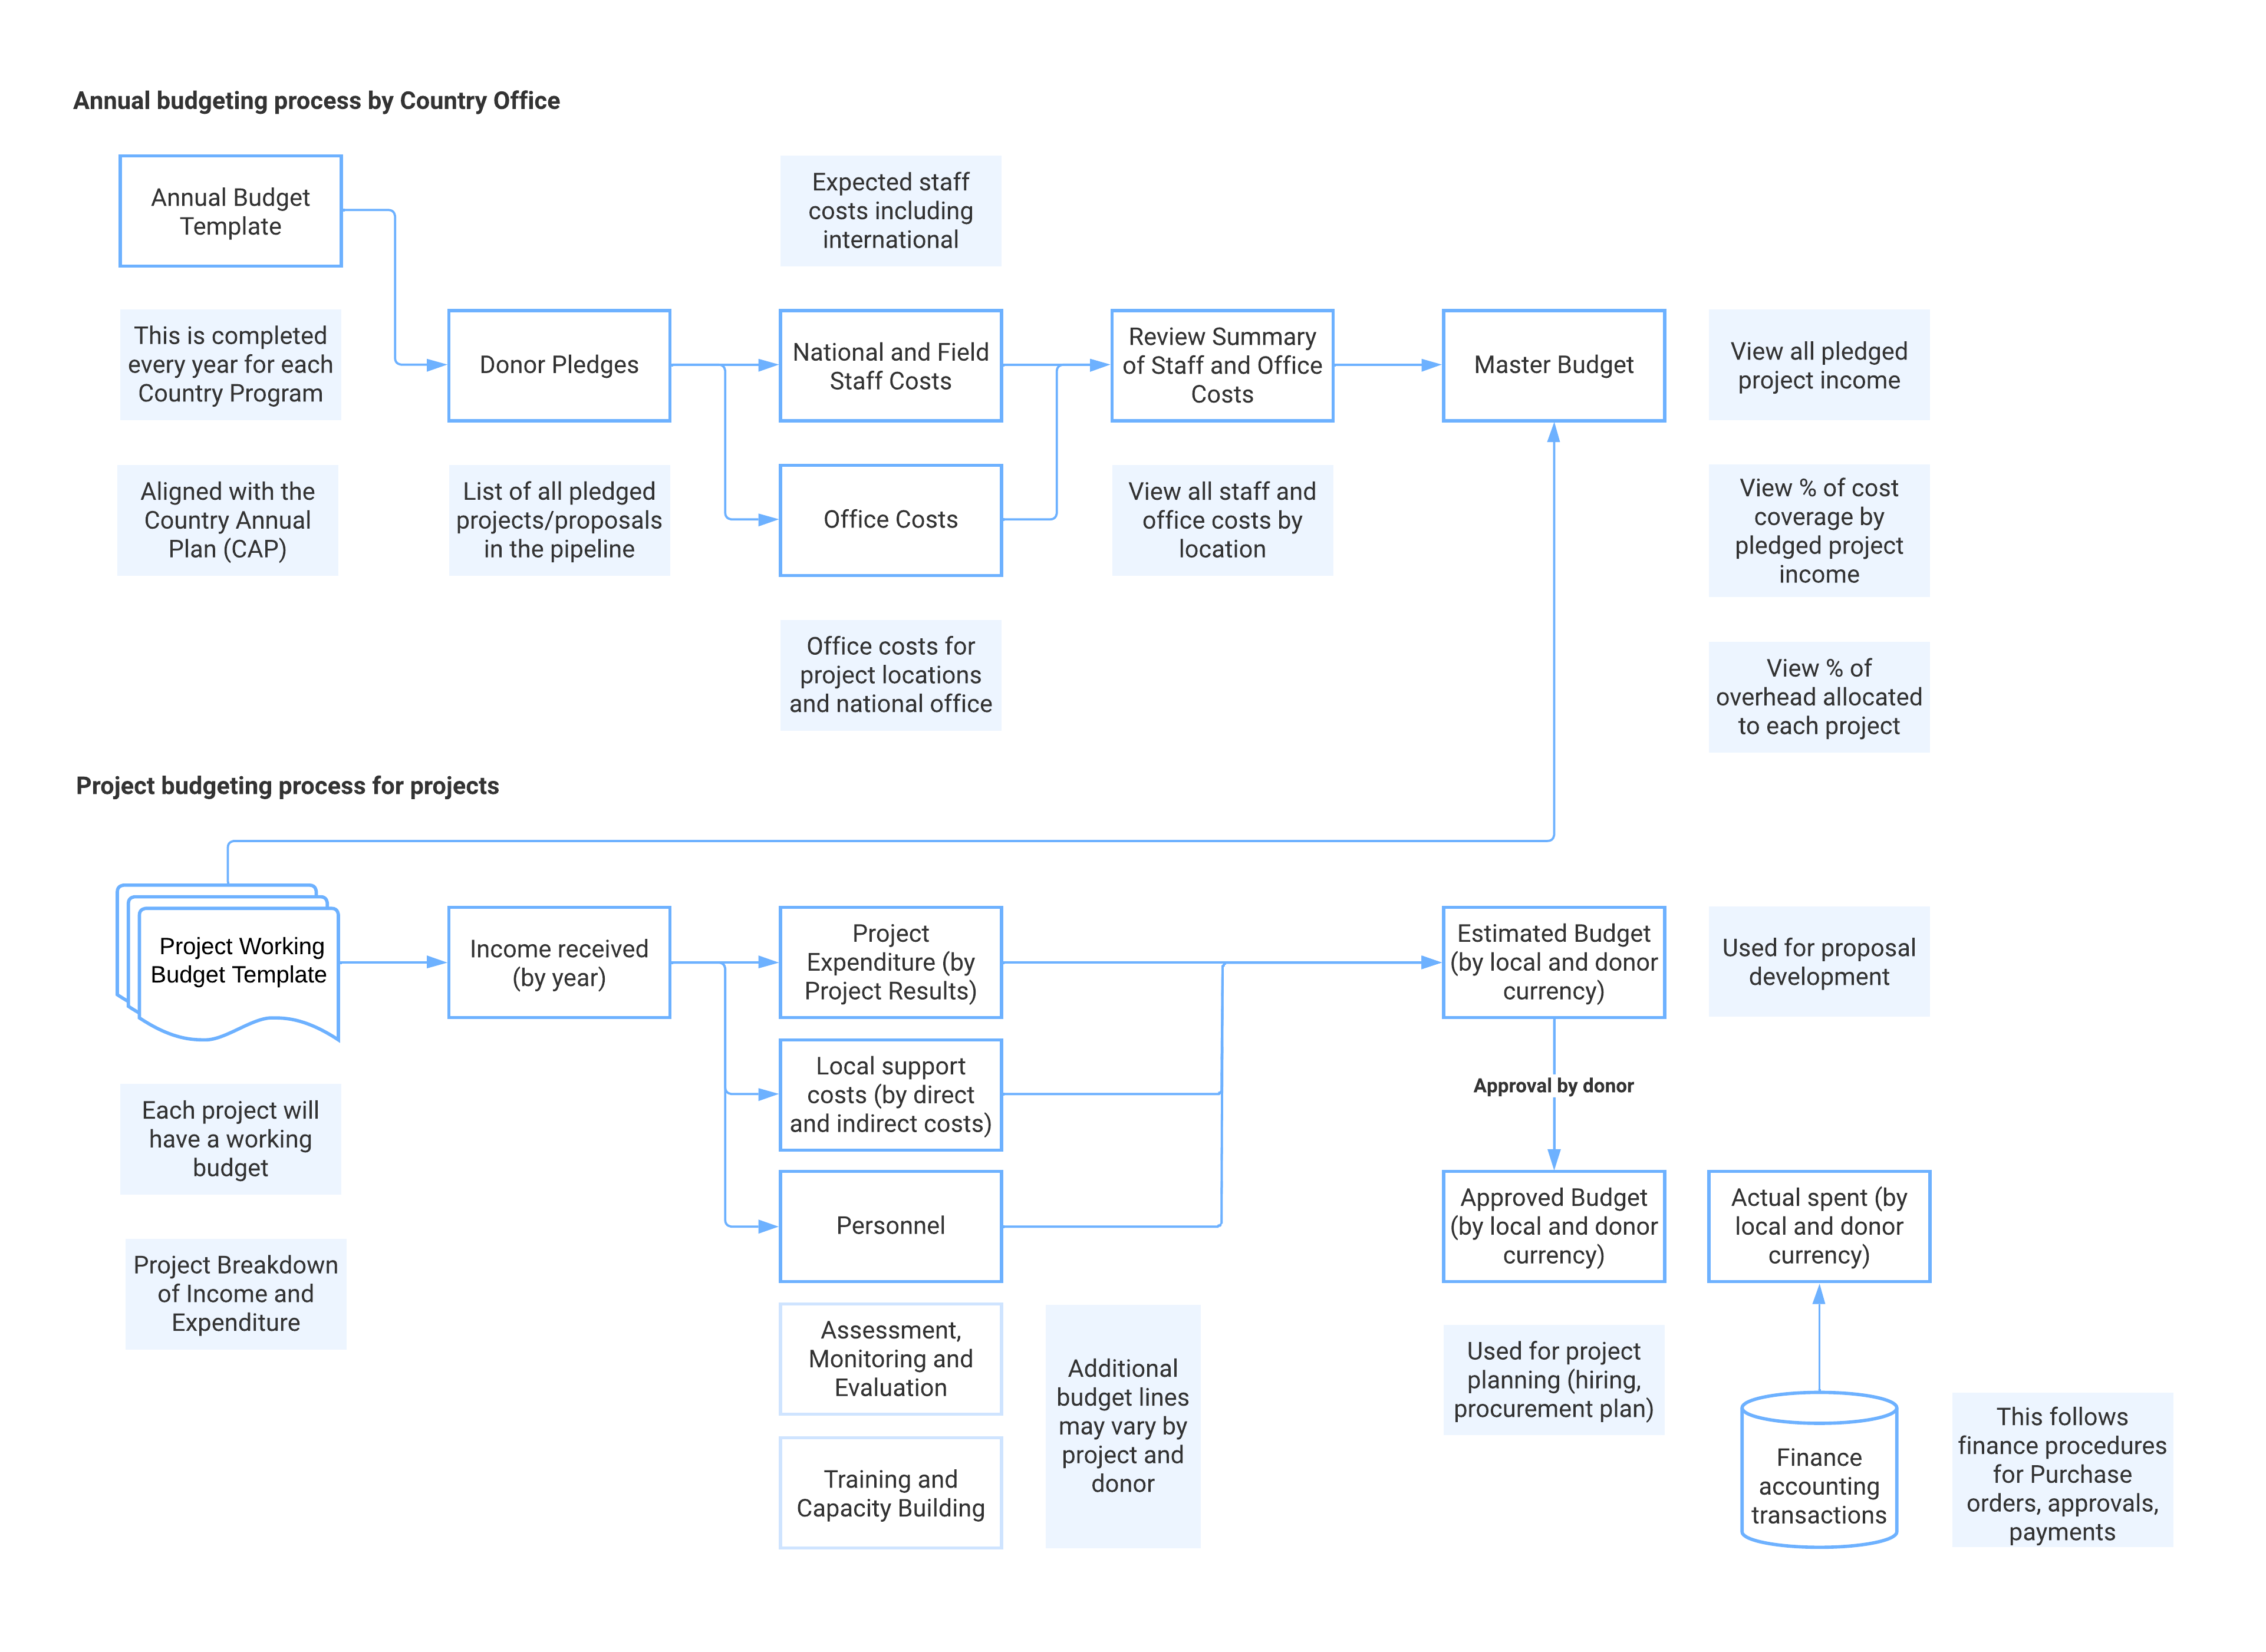 Annual budgeting process by Country Office
Annual Budget
Template
This is completed
every year for each
Country Program
Aligned with the
Country Annual
Plan (CAP)
Donor Pledges
List of all pledged
projects/proposals
in the pipeline
Expected staff
costs including
international
National and Field
Staff Costs
Office Costs
Office costs for
project locations
and national office
Review Summary
of Staff and Office
Costs
View all staff and
office costs by
location
Master Budget
View all pledged
project income
View % of cost
coverage by
pledged project
income
View % of
overhead allocated
to each project
Project budgeting process for projects
Project Working
Budget Template
Each project will
have a working
budget
Project Breakdown
of Income and
Expenditure
Income received
(by year)
Project
Expenditure (by
Project Results)
Local support
costs (by direct
and indirect costs)
Personnel
Assessment,
Monitoring and
Evaluation
Training and
Capacity Building
Additional
budget lines
may vary by
project and
donor
Estimated Budget
(by local and donor
currency)
Used for proposal
development
Approval by donor
Approved Budget
(by local and donor
currency)
Used for project
planning (hiring,
procurement plan)
Actual spent (by
local and donor
currency)
Finance
accounting
transactions
This follows
finance procedures
for Purchase
orders, approvals,
payments